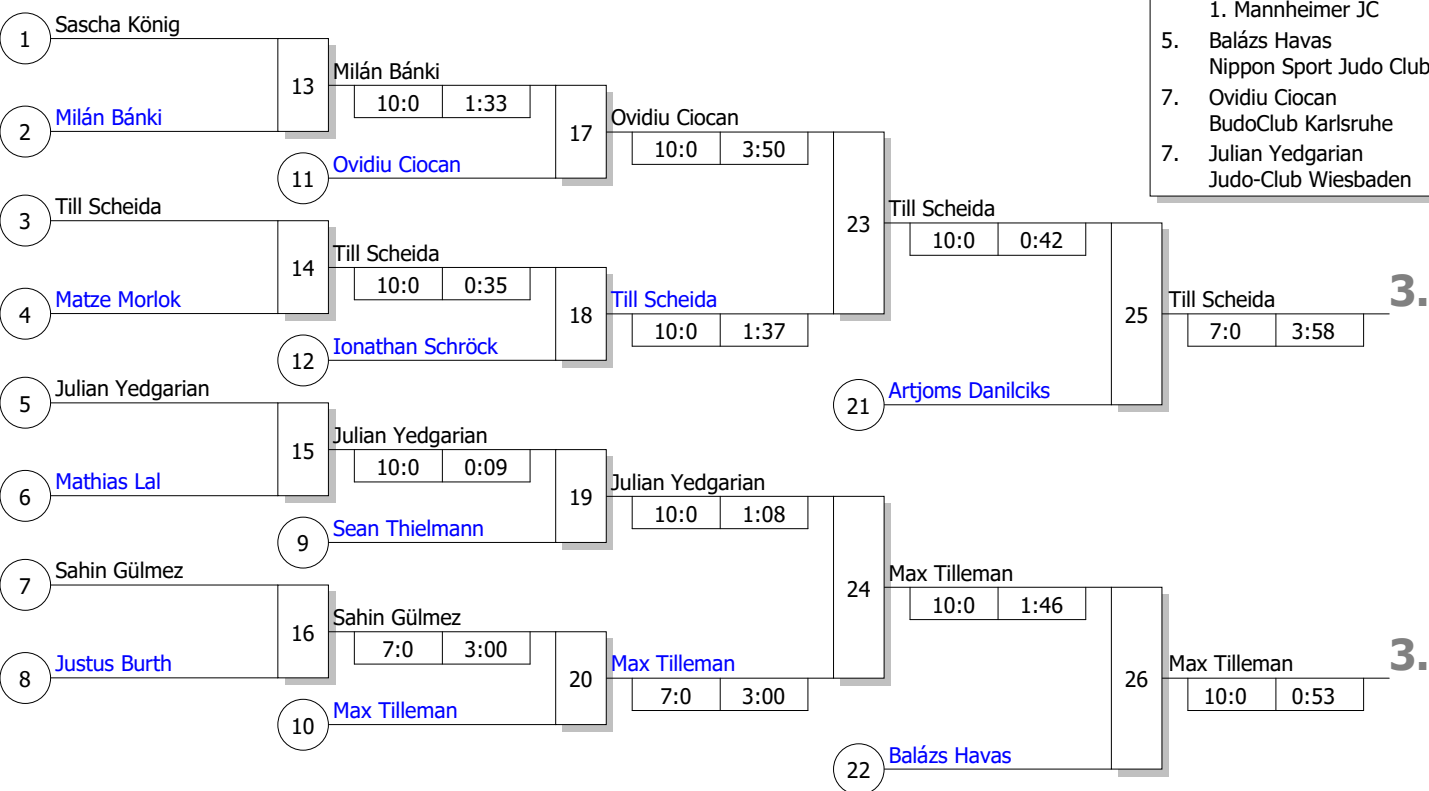 1. Mannheimer JC
5. Balázs Havas
Nippon Sport Judo Club
7. Ovidiu Ciocan
BudoClub Karlsruhe
7. Julian Yedgarian
Judo-Club Wiesbaden
1 Sascha König
13 Milán Bánki
10:0 1:33
2 Milán Bánki
17 Ovidiu Ciocan
10:0 3:50
11 Ovidiu Ciocan
3 Till Scheida
23 Till Scheida
10:0 0:42
14 Till Scheida
10:0 0:35
4 Matze Morlok
18 Till Scheida
10:0 1:37
25 Till Scheida 3.
7:0 3:58
12 Ionathan Schröck
5 Julian Yedgarian
21 Artjoms Danilciks
15 Julian Yedgarian
10:0 0:09
6 Mathias Lal
19 Julian Yedgarian
10:0 1:08
9 Sean Thielmann
7 Sahin Gülmez
24 Max Tilleman
10:0 1:46
16 Sahin Gülmez
7:0 3:00
8 Justus Burth
20 Max Tilleman
7:0 3:00
26 Max Tilleman 3.
10:0 0:53
10 Max Tilleman
22 Balázs Havas